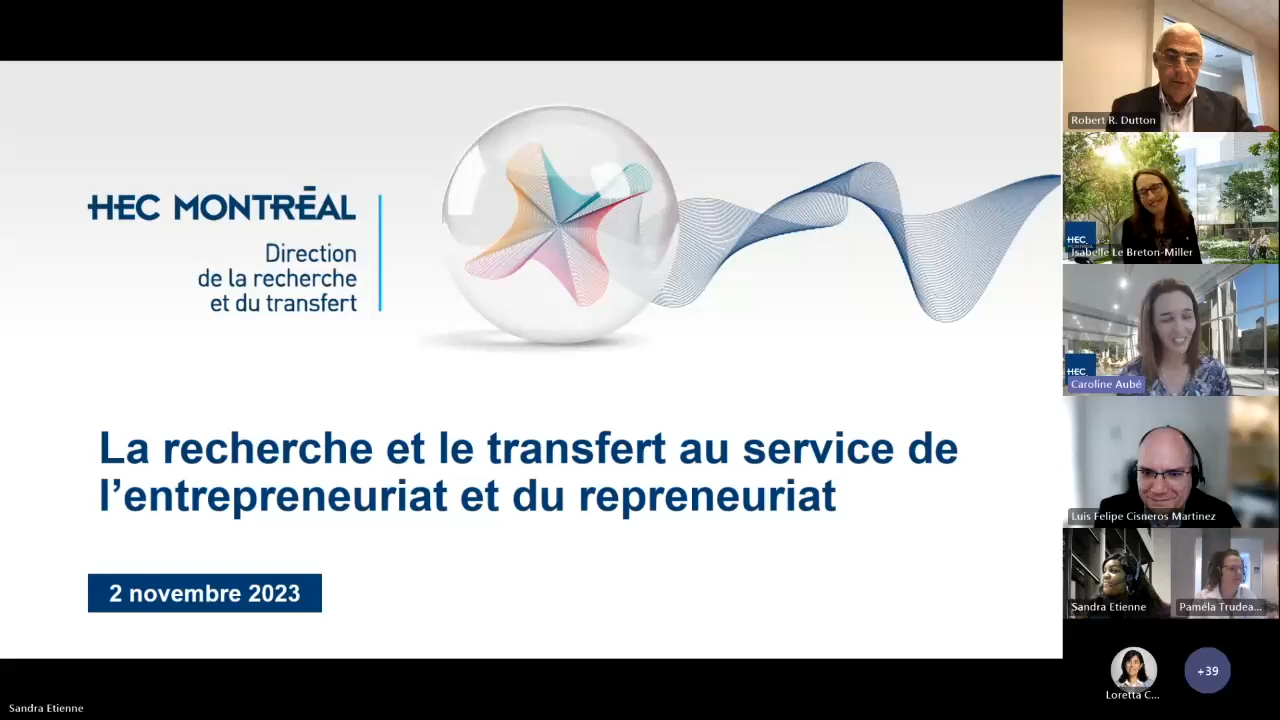 HEC MONTRÉAL
Direction
de la recherche
et du transfert
La recherche et le transfert au service de
l’entrepreneuriat et du repreneuriat
2 novembre 2023
Sandra Etienne
Robert R. Dutton
HEC
Isabelle Le Breton-Miller
HEC
Caroline Aubé
Luis Felipe Cisneros Martinez
Sandra Etienne
Paméla Trudea...
Loretta C...
+39